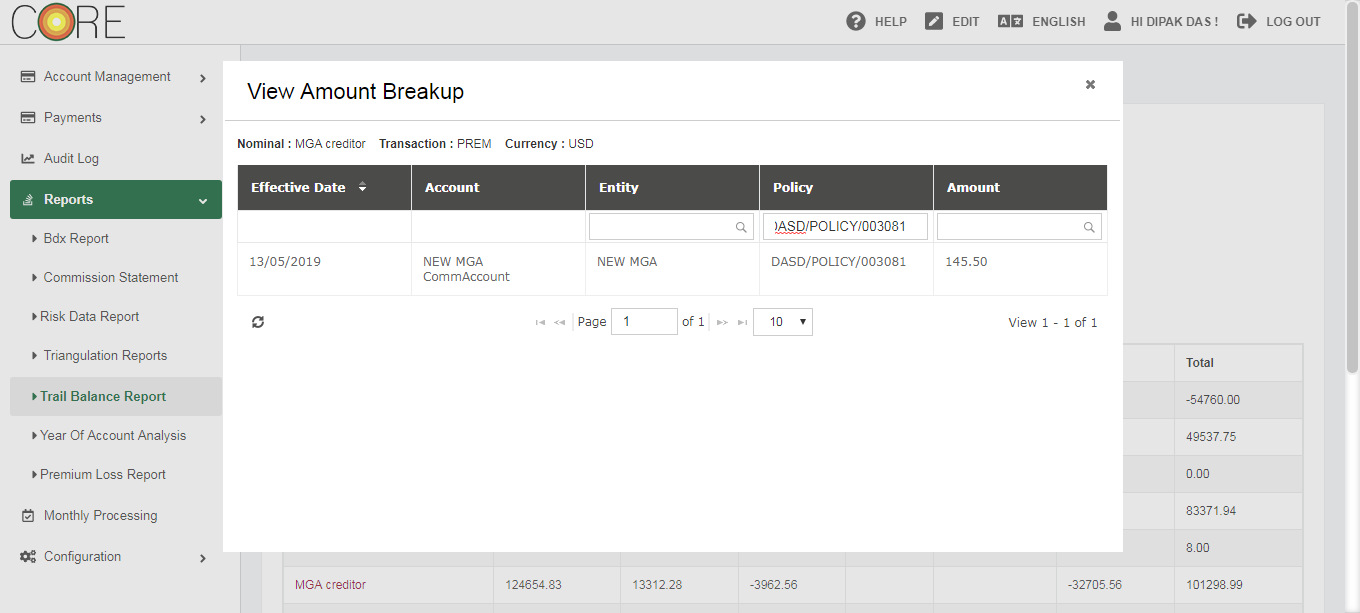 CORE
HELP EDIT ENGLISH HI DIPAK DAS ! LOG OUT
Account Management
Payments
Audit Log
Reports
Bdx Report
Commission Statement
Risk Data Report
Triangulation Reports
Trail Balance Report
Year Of Account Analysis
Premium Loss Report
Monthly Processing
Configuration
View Amount Breakup
Nominal : MGA creditor Transaction : PREM Currency : USD
Effective Date Account Entity Policy Amount
DASD/POLICY/003081
13/05/2019 NEW MGA CommAccount NEW MGA DASD/POLICY/003081 145.50
Page 1 of 1 10 View 1 - 1 of 1
Total
-54760.00
49537.75
0.00
83371.94
8.00
MGA creditor 124654.83 13312.28 -3962.56 -32705.56 101298.99